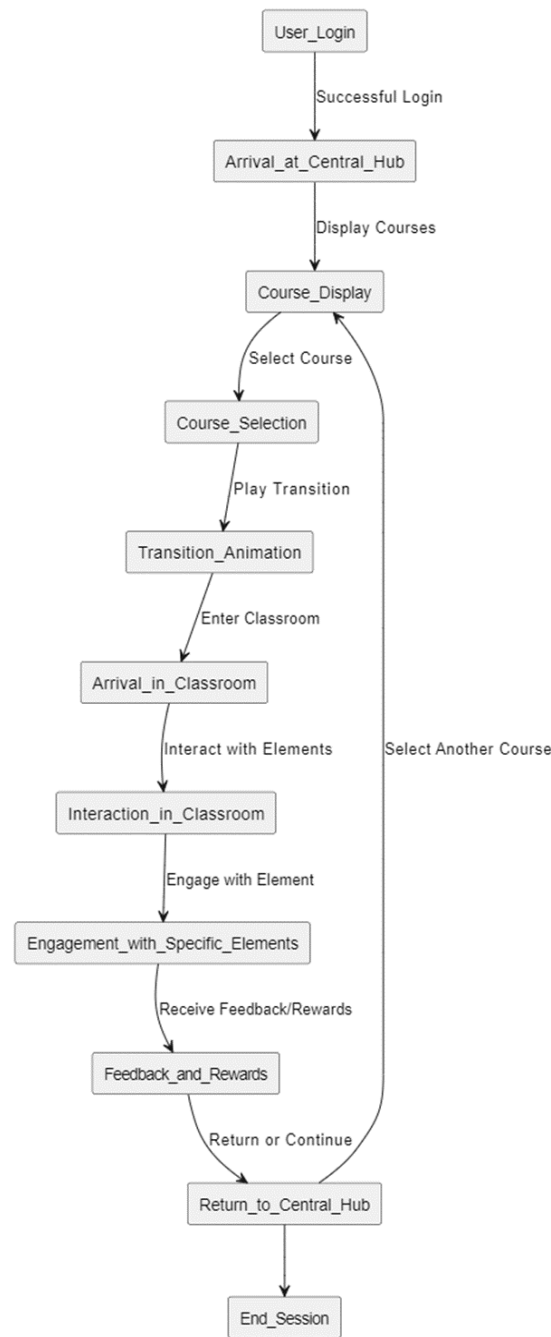 User_Login
Successful Login
Arrival_at_Central_Hub
Display Courses
Course_Display
Select Course
Course_Selection
Play Transition
Transition_Animation
Enter Classroom
Arrival_in_Classroom
Interact with Elements
Select Another Course
Interaction_in_Classroom
Engage with Element
Engagement_with_Specific_Elements
Receive Feedback/Rewards
Feedback_and_Rewards
Return or Continue
Return_to_Central_Hub
End_Session